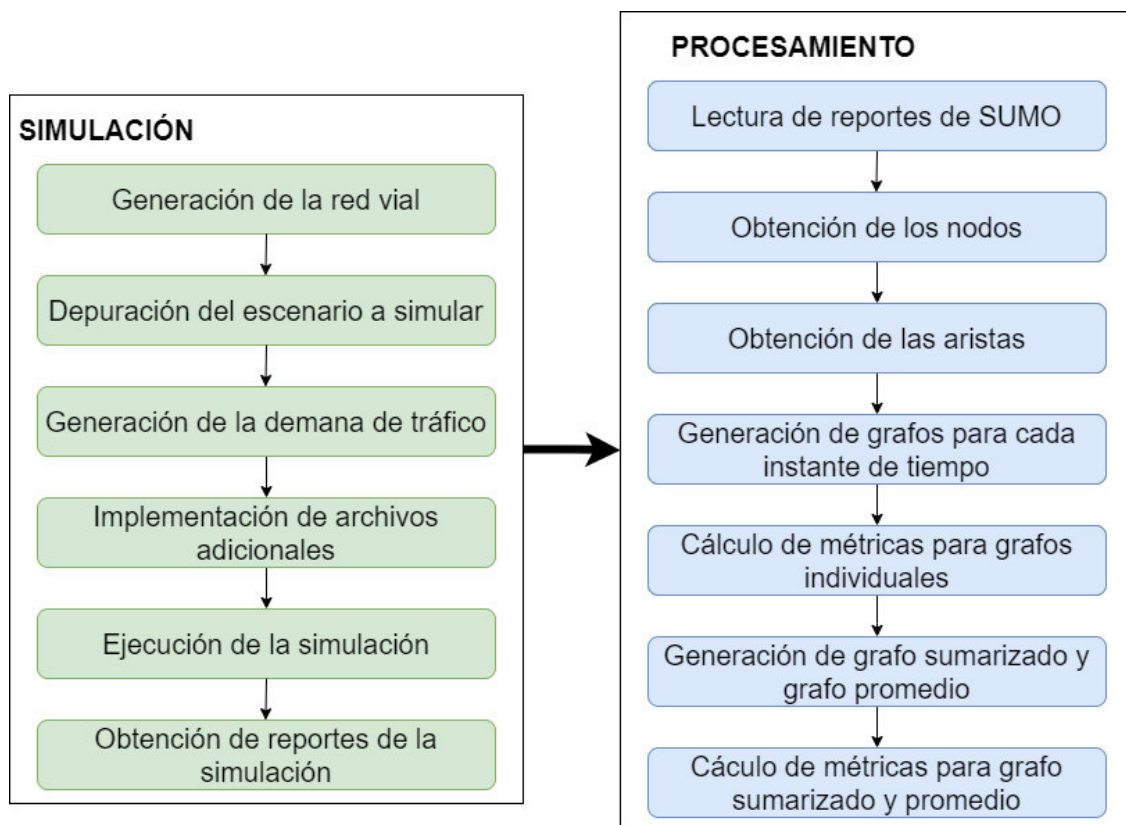 SIMULACIÓN
Generación de la red vial
Depuración del escenario a simular
Generación de la demana de tráfico
Implementación de archivos
adicionales
Ejecución de la simulación
Obtención de reportes de la
simulación
PROCESAMIENTO
Lectura de reportes de SUMO
Obtención de los nodos
Obtención de las aristas
Generación de grafos para cada
instante de tiempo
Cálculo de métricas para grafos
individuales
Generación de grafo sumarizado y
grafo promedio
Cáculo de métricas para grafo
sumarizado y promedio